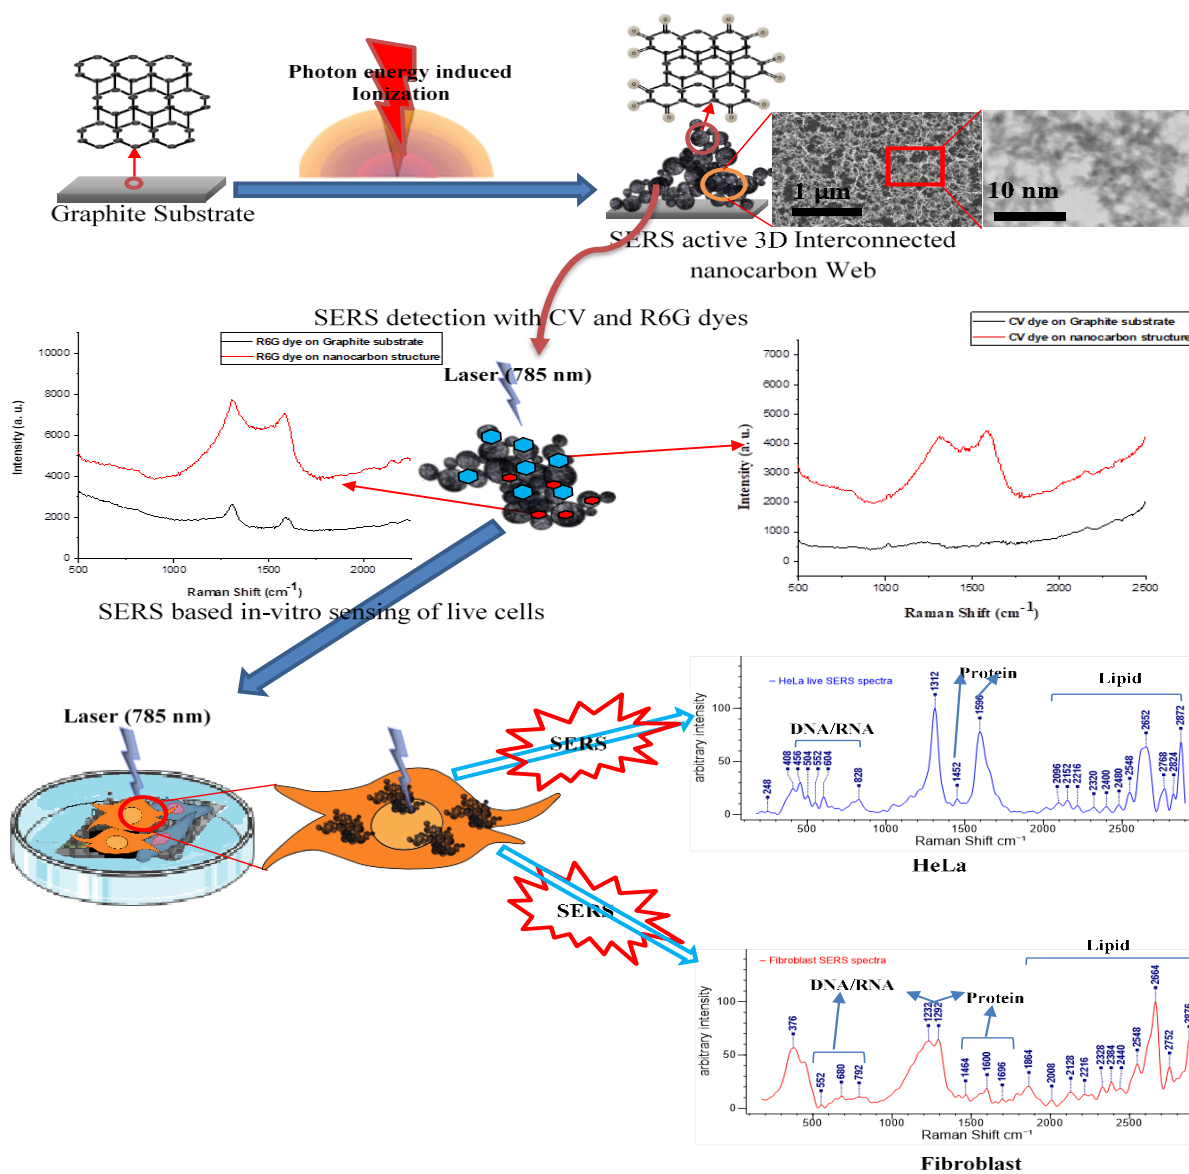 Photon energy induced
Ionization
Graphite Substrate
1 µm
10 nm
SERS active 3D Interconnected
nanocarbon Web
SERS detection with CV and R6G dyes
R6G dye on Graphite substrate
R6G dye on nanocarbon structure
Intensity (a. u.)
10000
8000
6000
4000
2000
0
500
1000
1500
2000
Raman Shift (cm⁻¹)
Laser (785 nm)
CV dye on Graphite substrate
CV dye on nanocarbon structure
Intensity (a. u.)
7000
6000
5000
4000
3000
2000
1000
0
500
1000
1500
2000
2500
Raman Shift (cm⁻¹)
SERS based in-vitro sensing of live cells
Laser (785 nm)
SERS
SERS
– HeLa live SERS spectra
Protein
Lipid
DNA/RNA
arbitrary intensity
100
50
0
248
408
456
504
552
604
828
1312
1452
1596
2096
2152
2216
2320
2400
2480
2548
2652
2768
2824
2872
500
1000
1500
2000
2500
Raman Shift cm⁻¹
HeLa
– Fibroblast SERS spectra
Lipid
DNA/RNA
Protein
arbitrary intensity
100
50
0
376
552
680
792
1232
1292
1464
1600
1696
1864
2008
2128
2216
2328
2384
2440
2548
2664
2752
2876
500
1000
1500
2000
2500
Raman Shift cm⁻¹
Fibroblast